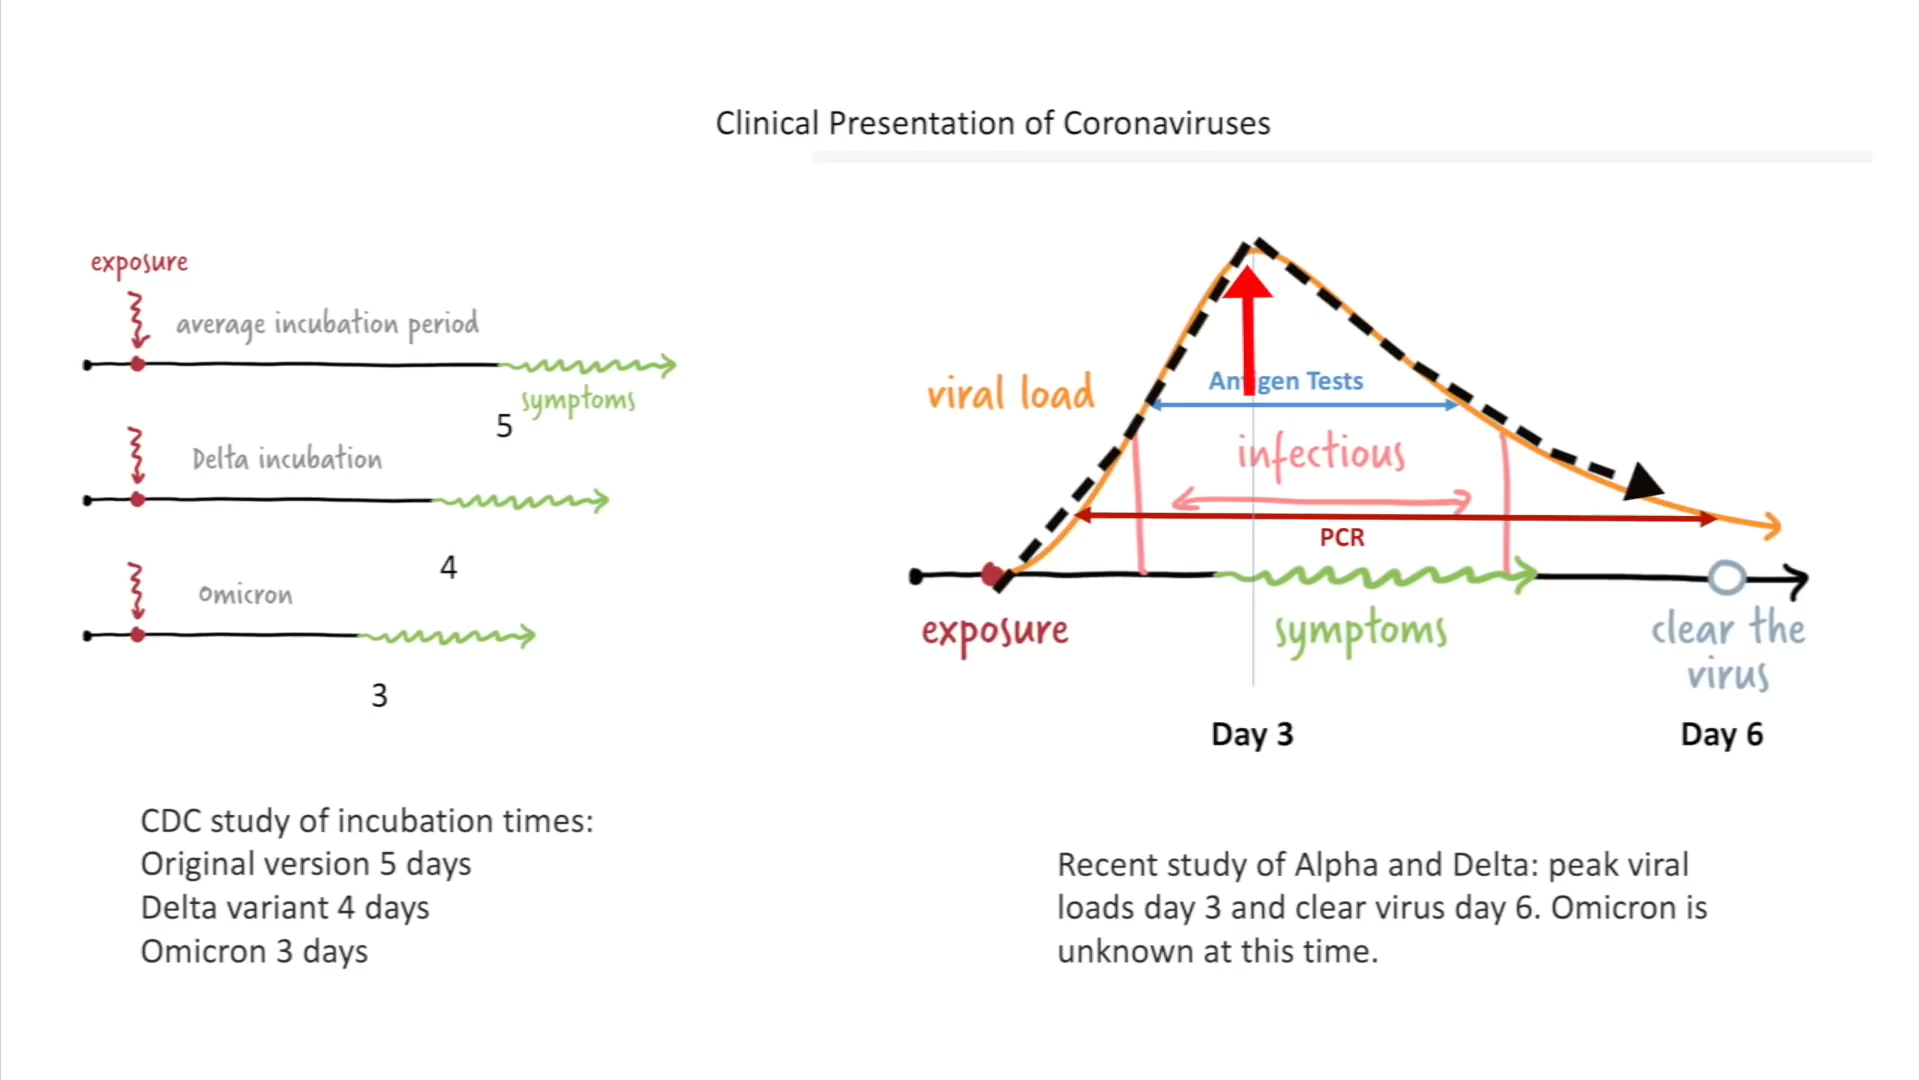 Clinical Presentation of Coronaviruses
exposure
average incubation period
symptoms
5
Delta incubation
4
Omicron
3
CDC study of incubation times:
Original version 5 days
Delta variant 4 days
Omicron 3 days
viral load
Antigen Tests
infectious
PCR
exposure
symptoms
clear the
virus
Day 3
Day 6
Recent study of Alpha and Delta: peak viral
loads day 3 and clear virus day 6. Omicron is
unknown at this time.